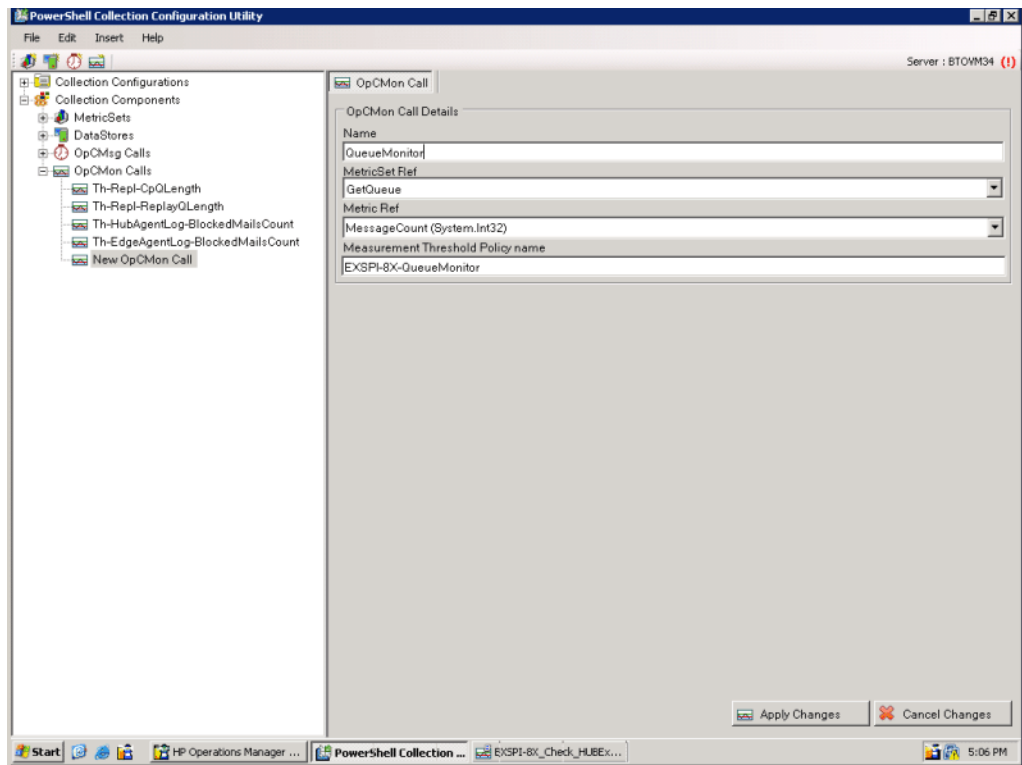 PowerShell Collection Configuration Utility
File Edit Insert Help
Server : BTOVM34 (!)
Collection Configurations
Collection Components
MetricSets
DataStores
OpCMsg Calls
OpCMon Calls
Th-Repl-CpQLength
Th-Repl-ReplayQLength
Th-HubAgentLog-BlockedMailsCount
Th-EdgeAgentLog-BlockedMailsCount
New OpCMon Call
OpCMon Call
OpCMon Call Details
Name
QueueMonitor
MetricSet Ref
GetQueue
Metric Ref
MessageCount (System.Int32)
Measurement Threshold Policy name
EXSPI-8X-QueueMonitor
Apply Changes Cancel Changes
Start HP Operations Manager ... PowerShell Collection ... EXSPI-8X_Check_HUBEx... 5:06 PM